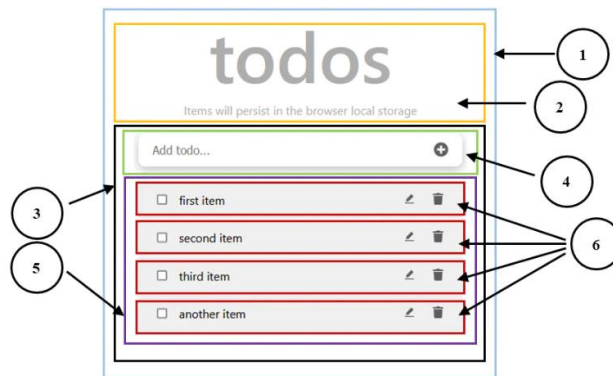 todos
1
Items will persist in the browser local storage
2
Add todo...
4
first item
3
second item
6
third item
5
another item